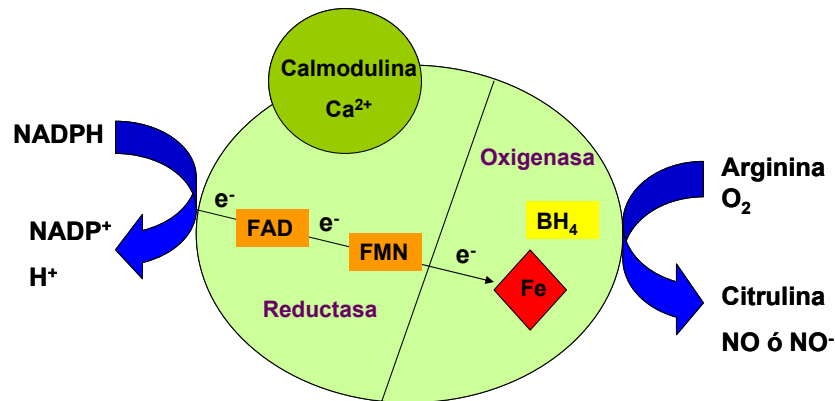 Calmodulina
Ca²⁺
NADPH
NADP⁺
H⁺
e⁻
FAD
e⁻
FMN
e⁻
Reductasa
Oxigenasa
BH₄
Fe
Arginina
O₂
Citrulina
NO ó NO⁻